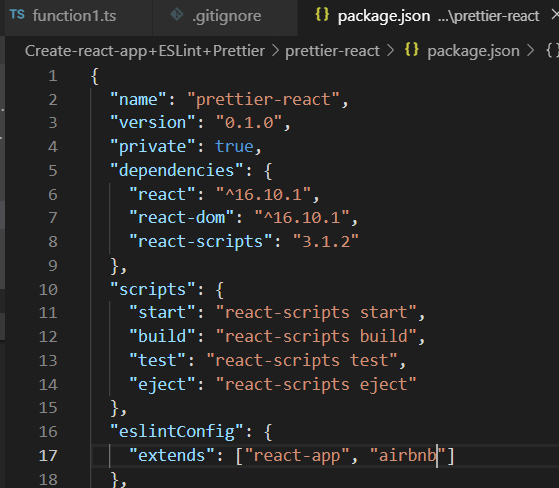 TS function1.ts .gitignore {} package.json ...\prettier-react
Create-react-app+ESLint+Prettier > prettier-react > {} package.json > {}
1 {
2 "name": "prettier-react",
3 "version": "0.1.0",
4 "private": true,
5 "dependencies": {
6 "react": "^16.10.1",
7 "react-dom": "^16.10.1",
8 "react-scripts": "3.1.2"
9 },
10 "scripts": {
11 "start": "react-scripts start",
12 "build": "react-scripts build",
13 "test": "react-scripts test",
14 "eject": "react-scripts eject"
15 },
16 "eslintConfig": {
17 "extends": ["react-app", "airbnb"]
18 },